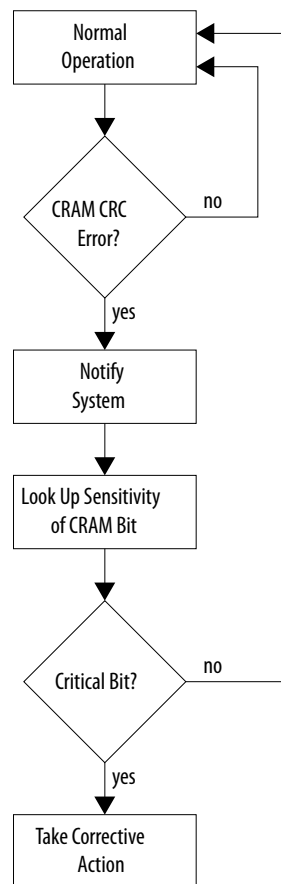 Normal
Operation
CRAM CRC
Error?
no
yes
Notify
System
Look Up Sensitivity
of CRAM Bit
Critical Bit?
no
yes
Take Corrective
Action